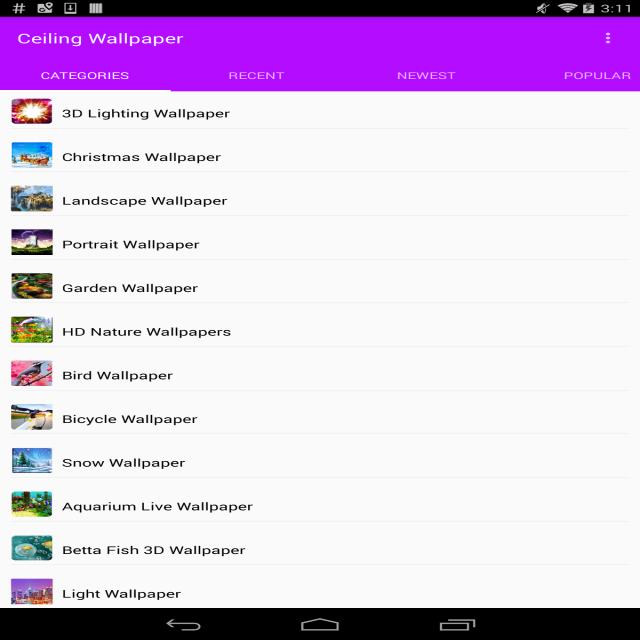 3:11
Ceiling Wallpaper
CATEGORIES RECENT NEWEST POPULAR
3D Lighting Wallpaper
Christmas Wallpaper
Landscape Wallpaper
Portrait Wallpaper
Garden Wallpaper
HD Nature Wallpapers
Bird Wallpaper
Bicycle Wallpaper
Snow Wallpaper
Aquarium Live Wallpaper
Betta Fish 3D Wallpaper
Light Wallpaper